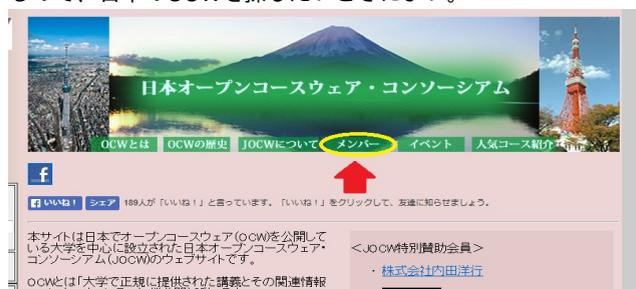 日本オープンコースウェア・コンソーシアム
OCWとは OCWの歴史 JOCWについて メンバー イベント 人気コース紹介
いいね！ シェア 189人が「いいね！」と言っています。「いいね！」をクリックして、友達に知らせましょう。
本サイトは日本でオープンコースウェア(OCW)を公開して
いる大学を中心に設立された日本オープンコースウェア・
コンソーシアム(JOCW)のウェブサイトです。
OCWとは「大学で正規に提供された講義とその関連情報
<JOCW特別賛助会員>
・株式会社内田洋行